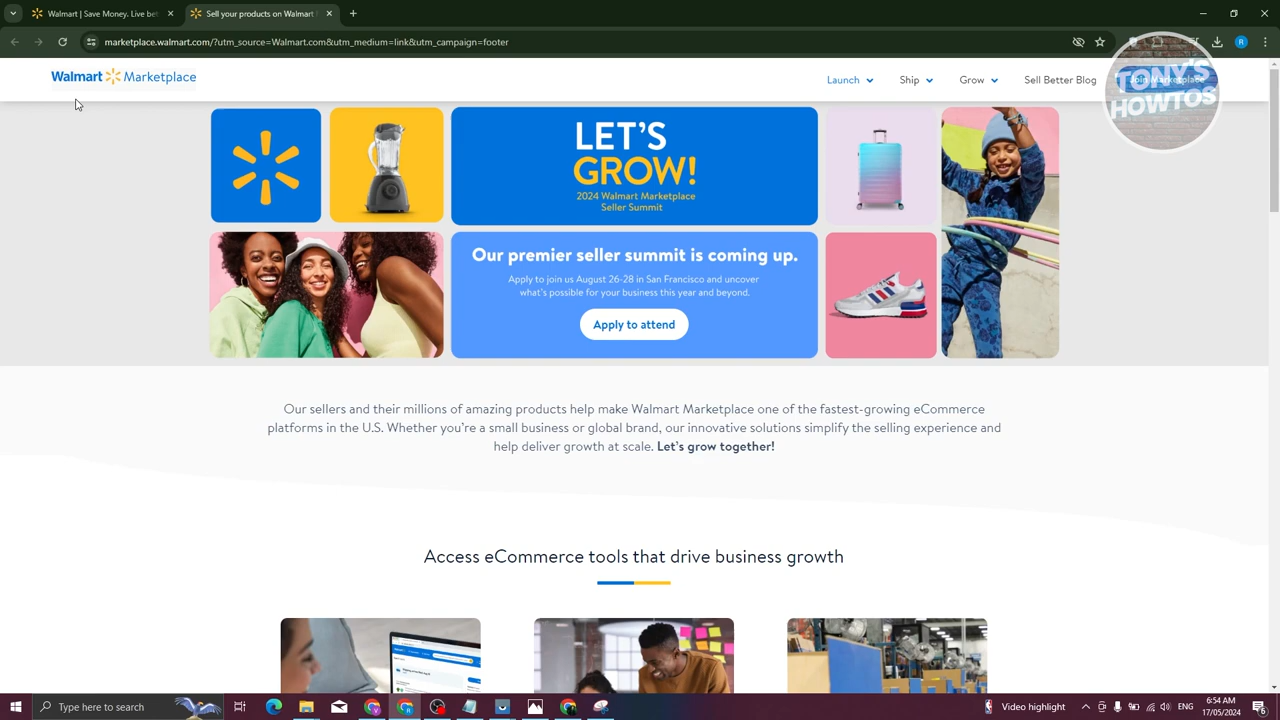 Walmart | Save Money. Live bet
Sell your products on Walmart
marketplace.walmart.com/?utm_source=Walmart.com&utm_medium=link&utm_campaign=footer
R
Walmart Marketplace
Launch
Ship
Grow
Sell Better Blog
Join Marketplace
TONY'S
HOWTOS
LET'S
GROW!
2024 Walmart Marketplace
Seller Summit
Our premier seller summit is coming up.
Apply to join us August 26-28 in San Francisco and uncover
what's possible for your business this year and beyond.
Apply to attend
Our sellers and their millions of amazing products help make Walmart Marketplace one of the fastest-growing eCommerce
platforms in the U.S. Whether you're a small business or global brand, our innovative solutions simplify the selling experience and
help deliver growth at scale. Let's grow together!
Access eCommerce tools that drive business growth
Type here to search
Video highlight
ENG
6:54 AM
17/05/2024